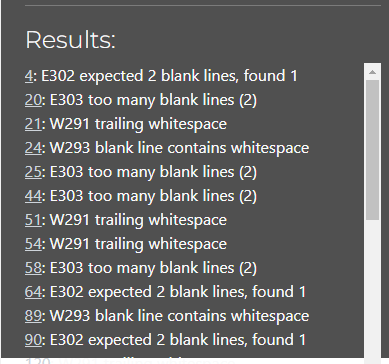 Results:
4: E302 expected 2 blank lines, found 1
20: E303 too many blank lines (2)
21: W291 trailing whitespace
24: W293 blank line contains whitespace
25: E303 too many blank lines (2)
44: E303 too many blank lines (2)
51: W291 trailing whitespace
54: W291 trailing whitespace
58: E303 too many blank lines (2)
64: E302 expected 2 blank lines, found 1
89: W293 blank line contains whitespace
90: E302 expected 2 blank lines, found 1